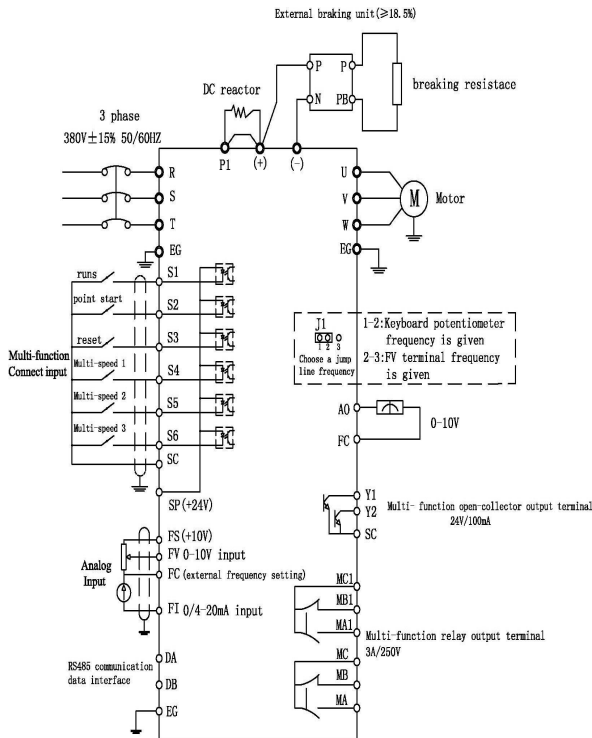 External braking unit(≥18.5%)
P P
N PB
breaking resistace
DC reactor
3 phase
380V±15% 50/60HZ
P1 (+) (-)
R
S
T
EG
U
V
W
EG
M
Motor
runs
S1
point start
S2
reset
S3
Multi-function
Connect input
Multi-speed 1
S4
Multi-speed 2
S5
Multi-speed 3
S6
SC
SP(+24V)
J1
1 2 3
Choose a jump
line frequency
1-2:Keyboard potentiometer
frequency is given
2-3:FV terminal frequency
is given
AO
0-10V
FC
Y1
Y2
SC
Multi- function open-collector output terminal
24V/100mA
FS(+10V)
FV 0-10V input
FC(external frequency setting)
Analog
Input
FI 0/4-20mA input
MC1
MB1
MA1
Multi-function relay output terminal
3A/250V
MC
MB
MA
RS485 communication
data interface
DA
DB
EG